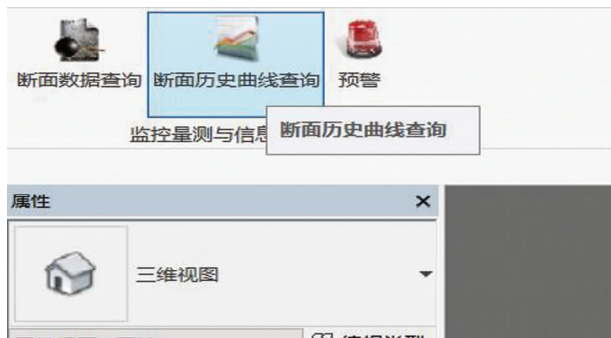 断面数据查询 断面历史曲线查询 预警
监控量测与信息
断面历史曲线查询
属性
三维视图